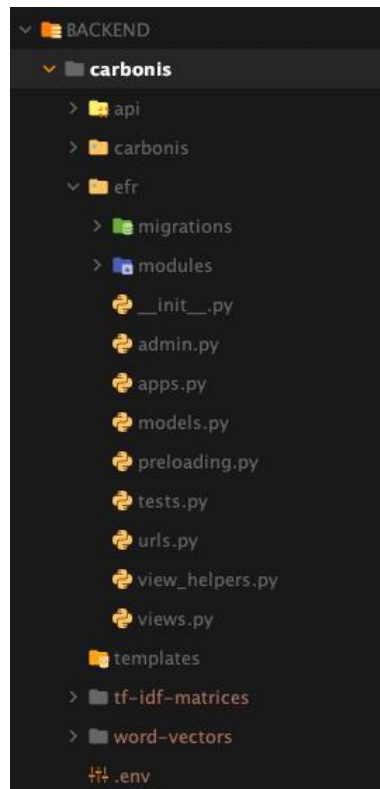 BACKEND
carbonis
api
carbonis
efr
migrations
modules
__init__.py
admin.py
apps.py
models.py
preloading.py
tests.py
urls.py
view_helpers.py
views.py
templates
tf-idf-matrices
word-vectors
.env